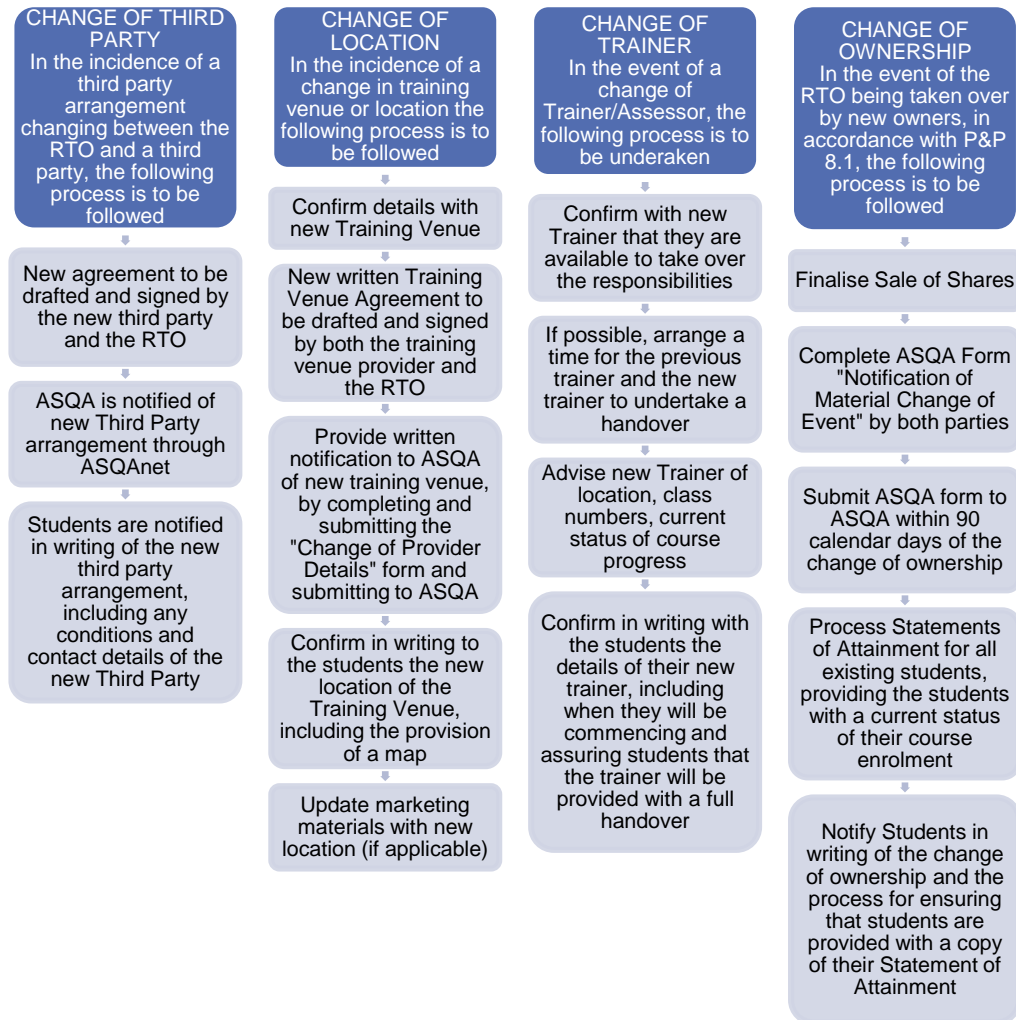 CHANGE OF THIRD
PARTY
In the incidence of a
third party
arrangement
changing between the
RTO and a third
party, the following
process is to be
followed
New agreement to be
drafted and signed by
the new third party
and the RTO
ASQA is notified of
new Third Party
arrangement through
ASQAnet
Students are notified
in writing of the new
third party
arrangement,
including any
conditions and
contact details of the
new Third Party
CHANGE OF
LOCATION
In the incidence of a
change in training
venue or location the
following process is to
be followed
Confirm details with
new Training Venue
New written Training
Venue Agreement to
be drafted and signed
by both the training
venue provider and
the RTO
Provide written
notification to ASQA
of new training venue,
by completing and
submitting the
"Change of Provider
Details" form and
submitting to ASQA
Confirm in writing to
the students the new
location of the
Training Venue,
including the provision
of a map
Update marketing
materials with new
location (if applicable)
CHANGE OF
TRAINER
In the event of a
change of
Trainer/Assessor, the
following process is to
be underaken
Confirm with new
Trainer that they are
available to take over
the responsibilities
If possible, arrange a
time for the previous
trainer and the new
trainer to undertake a
handover
Advise new Trainer of
location, class
numbers, current
status of course
progress
Confirm in writing with
the students the
details of their new
trainer, including
when they will be
commencing and
assuring students that
the trainer will be
provided with a full
handover
CHANGE OF
OWNERSHIP
In the event of the
RTO being taken over
by new owners, in
accordance with P&P
8.1, the following
process is to be
followed
Finalise Sale of Shares
Complete ASQA Form
"Notification of
Material Change of
Event" by both parties
Submit ASQA form to
ASQA within 90
calendar days of the
change of ownership
Process Statements
of Attainment for all
existing students,
providing the students
with a current status
of their course
enrolment
Notify Students in
writing of the change
of ownership and the
process for ensuring
that students are
provided with a copy
of their Statement of
Attainment